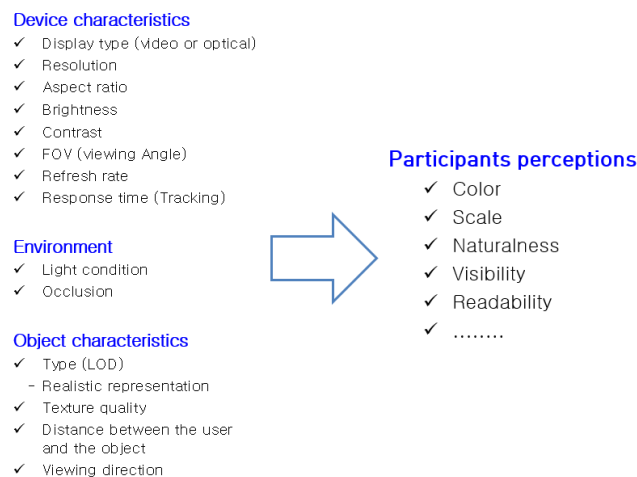 Device characteristics
✓ Display type (video or optical)
✓ Resolution
✓ Aspect ratio
✓ Brightness
✓ Contrast
✓ FOV (viewing Angle)
✓ Refresh rate
✓ Response time (Tracking)
Environment
✓ Light condition
✓ Occlusion
Object characteristics
✓ Type (LOD)
- Realistic representation
✓ Texture quality
✓ Distance between the user
and the object
✓ Viewing direction
Participants perceptions
✓ Color
✓ Scale
✓ Naturalness
✓ Visibility
✓ Readability
✓ ........